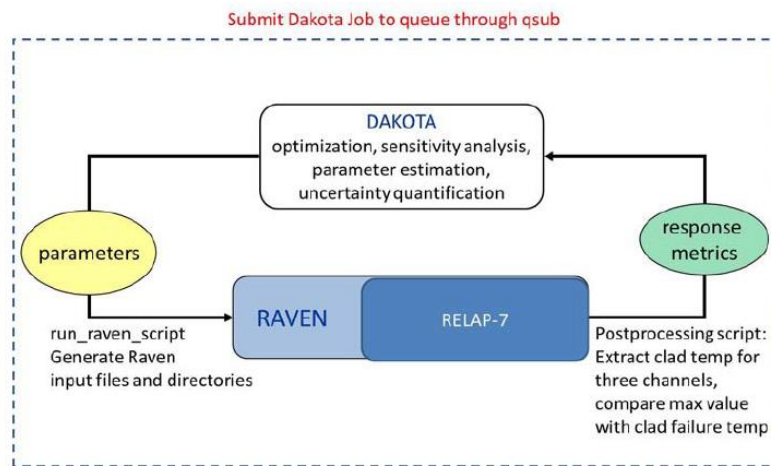 Submit Dakota Job to queue through qsub
DAKOTA
optimization, sensitivity analysis,
parameter estimation,
uncertainty quantification
parameters
response
metrics
RAVEN
RELAP-7
run_raven_script
Generate Raven
input files and directories
Postprocessing script:
Extract clad temp for
three channels,
compare max value
with clad failure temp